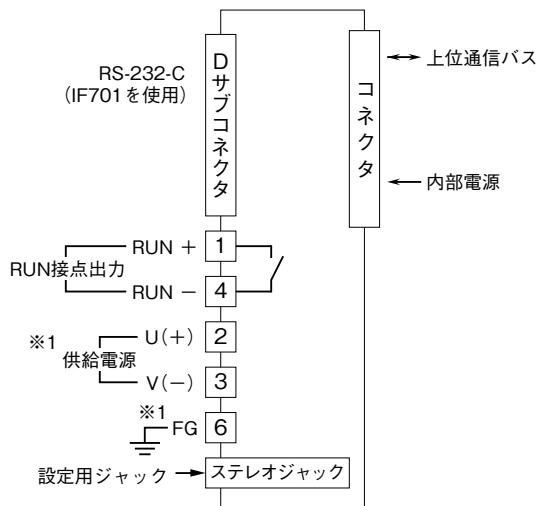 RS-232-C
(IF701を使用)
Dサブコネクタ
コネクタ
上位通信バス
内部電源
RUN +
1
RUN接点出力
RUN −
4
※1
供給電源
U(+)
2
V(−)
3
※1
FG
6
設定用ジャック
ステレオジャック